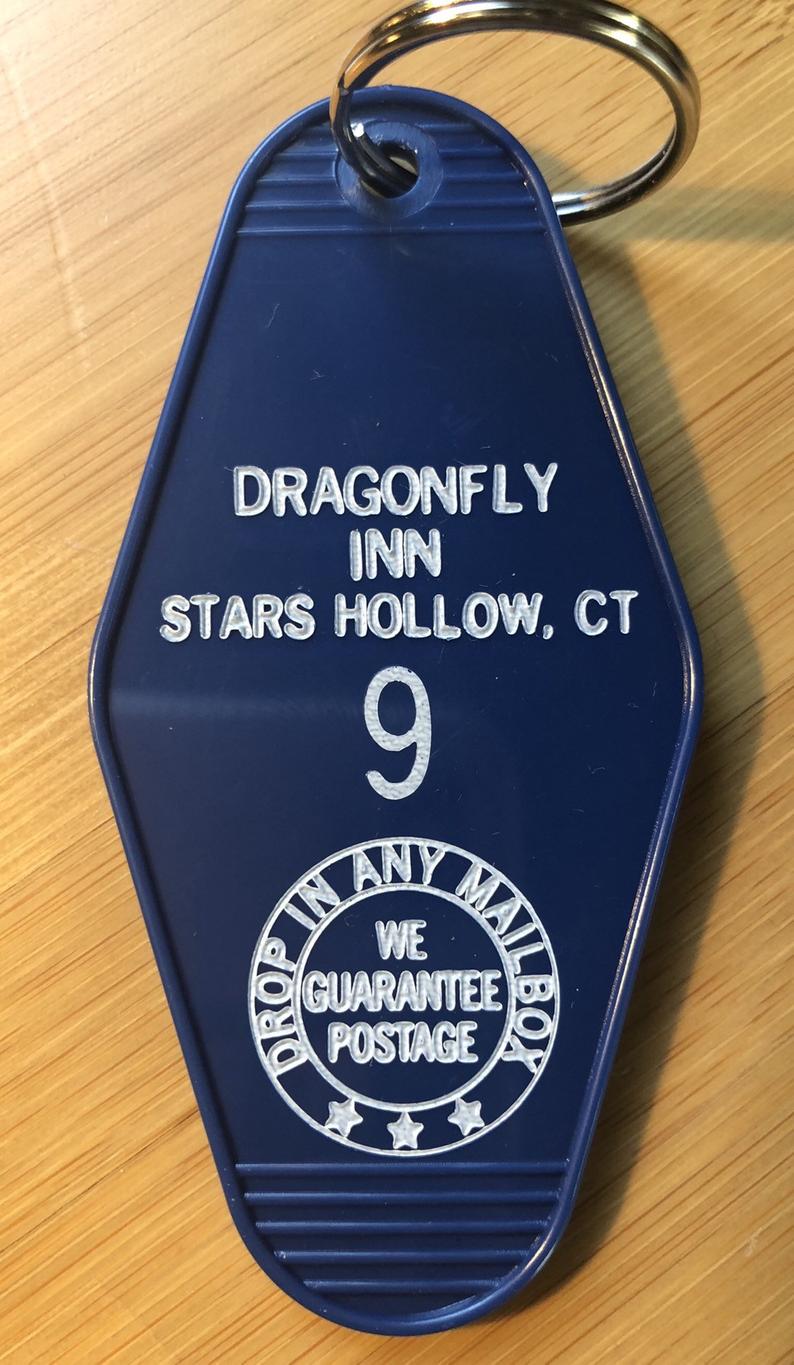 DRAGONFLY
INN
STARS HOLLOW, CT
9
DROP IN ANY MAILBOX
WE
GUARANTEE
POSTAGE